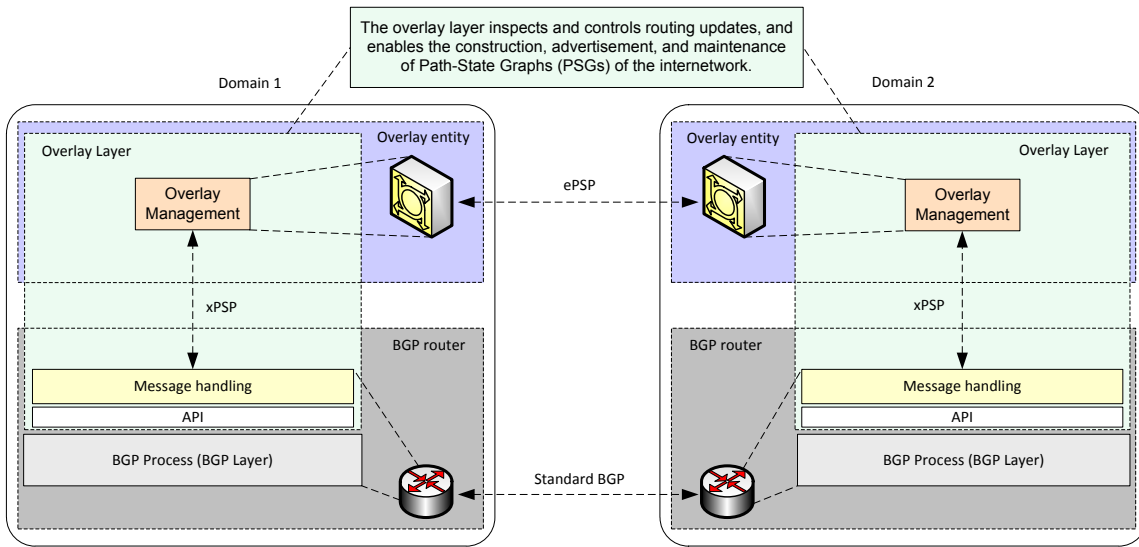 The overlay layer inspects and controls routing updates, and
enables the construction, advertisement, and maintenance
of Path-State Graphs (PSGs) of the internetwork.
Domain 1
Domain 2
Overlay entity
Overlay Layer
Overlay
Management
xPSP
BGP router
Message handling
API
BGP Process (BGP Layer)
ePSP
Standard BGP
Overlay entity
Overlay Layer
Overlay
Management
xPSP
BGP router
Message handling
API
BGP Process (BGP Layer)